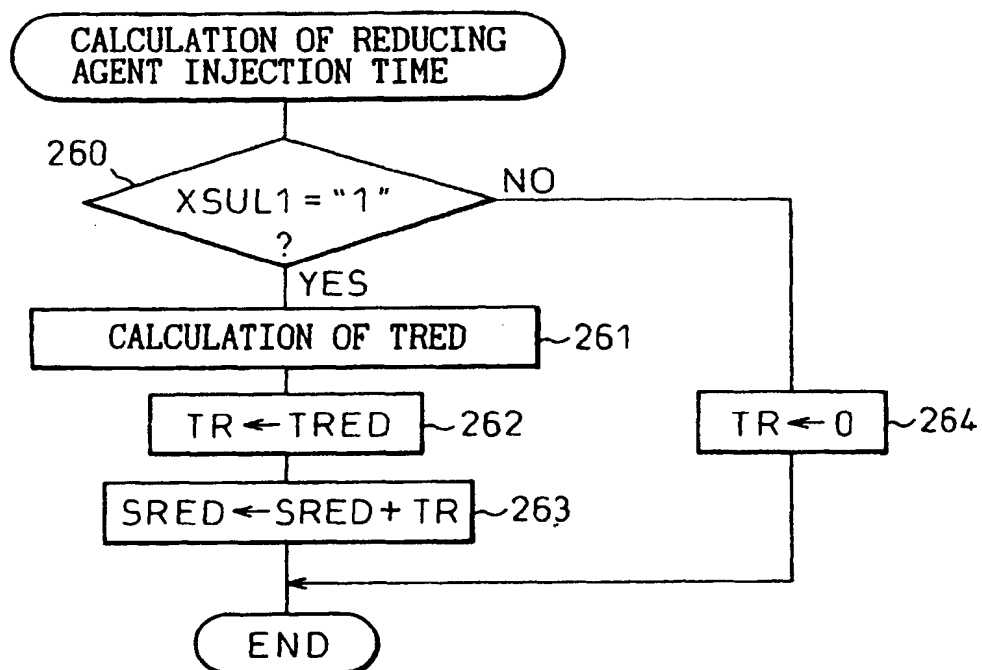 CALCULATION OF REDUCING
AGENT INJECTION TIME
260
XSUL1 = "1"
?
NO
YES
CALCULATION OF TRED
261
TR ← TRED
262
TR ← 0
264
SRED ← SRED + TR
263
END